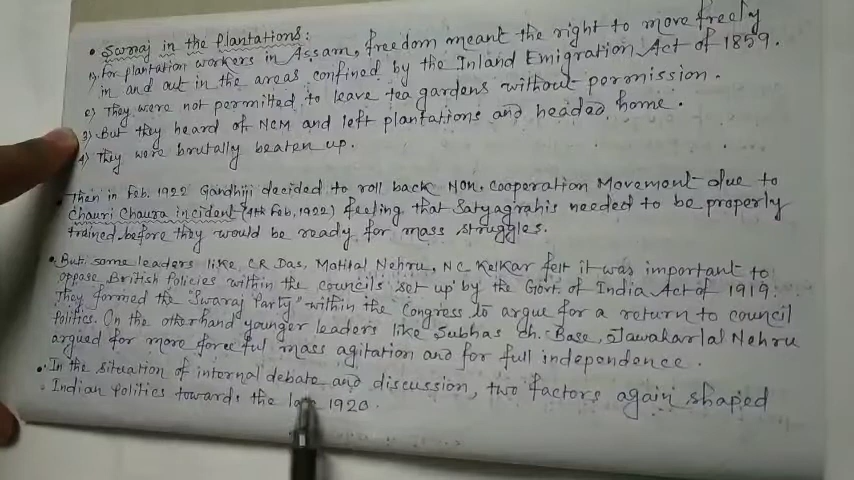 • Swaraj in the plantations:
1) For plantation workers in Assam, freedom meant the right to move freely
in and out in the areas confined by the Inland Emigration Act of 1859.
2) They were not permitted to leave tea gardens without permission.
3) But they heard of NCM and left plantations and headed home.
4) They were brutally beaten up.
• Then in Feb. 1922 Gandhiji decided to roll back Non-Cooperation Movement due to
Chauri Chaura incident (4th Feb, 1922) feeling that Satyagrahis needed to be properly
trained before they would be ready for mass struggles.
• But some leaders like, CR Das, Motilal Nehru, NC Kelkar felt it was important to
oppose British Policies within the councils set up by the Govt. of India Act of 1919.
They formed the "Swaraj Party" within the Congress to argue for a return to council
Politics. On the otherhand younger leaders like Subhas ch. Bose, Jawaharlal Nehru
argued for more forceful mass agitation and for full independence.
• In the situation of internal debate and discussion, two factors again shaped
Indian Politics towards the 1920.